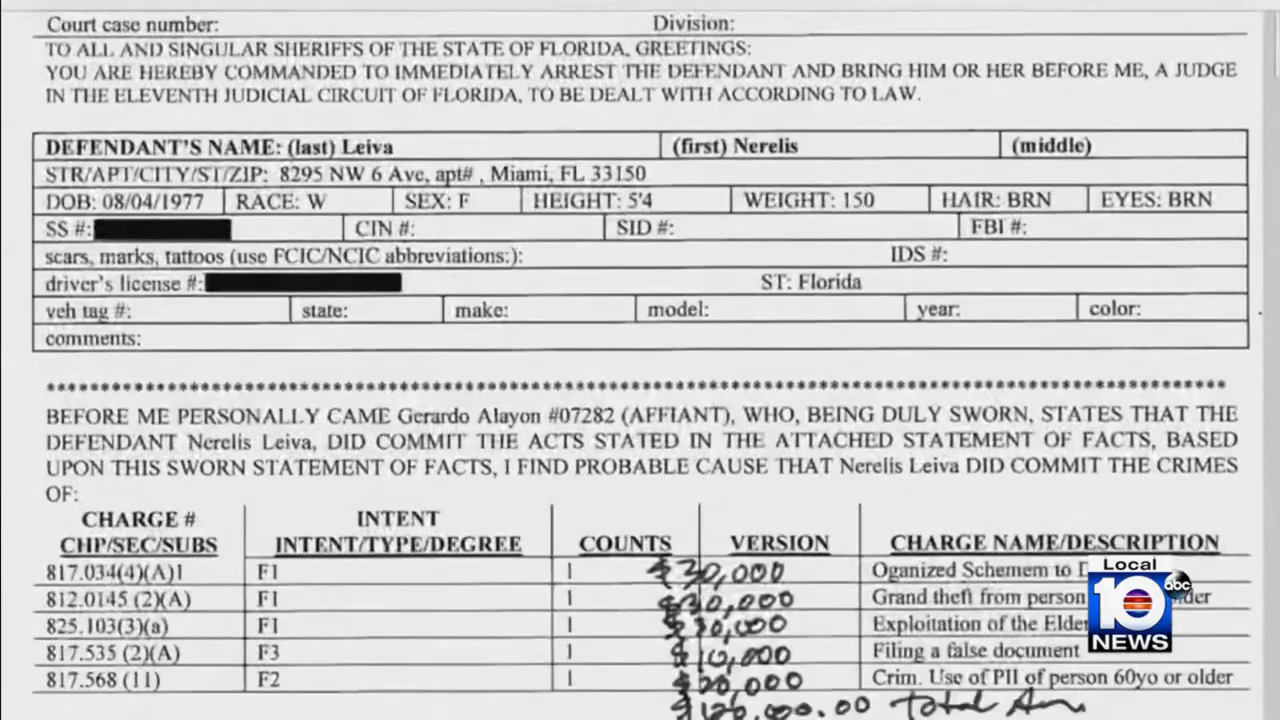 Court case number: Division:
TO ALL AND SINGULAR SHERIFFS OF THE STATE OF FLORIDA, GREETINGS:
YOU ARE HEREBY COMMANDED TO IMMEDIATELY ARREST THE DEFENDANT AND BRING HIM OR HER BEFORE ME, A JUDGE
IN THE ELEVENTH JUDICIAL CIRCUIT OF FLORIDA, TO BE DEALT WITH ACCORDING TO LAW.
DEFENDANT'S NAME: (last) Leiva (first) Nerelis (middle)
STR/APT/CITY/ST/ZIP: 8295 NW 6 Ave, apt# , Miami, FL 33150
DOB: 08/04/1977 RACE: W SEX: F HEIGHT: 5'4 WEIGHT: 150 HAIR: BRN EYES: BRN
SS #: CIN #: SID #: FBI #:
scars, marks, tattoos (use FCIC/NCIC abbreviations:): IDS #:
driver's license #: ST: Florida
veh tag #: state: make: model: year: color:
comments:
BEFORE ME PERSONALLY CAME Gerardo Alayon #07282 (AFFIANT), WHO, BEING DULY SWORN, STATES THAT THE
DEFENDANT Nerelis Leiva, DID COMMIT THE ACTS STATED IN THE ATTACHED STATEMENT OF FACTS, BASED
UPON THIS SWORN STATEMENT OF FACTS, I FIND PROBABLE CAUSE THAT Nerelis Leiva DID COMMIT THE CRIMES
OF:
CHARGE # INTENT
CHP/SEC/SUBS INTENT/TYPE/DEGREE COUNTS VERSION CHARGE NAME/DESCRIPTION
817.034(4)(A)1 F1 1 $30,000 Oganized Schemem to
812.0145 (2)(A) F1 1 $30,000 Grand theft from person
825.103(3)(a) F1 1 $30,000 Exploitation of the
817.535 (2)(A) F3 1 $10,000 Filing a false document
817.568 (11) F2 1 $20,000 Crim. Use of PII of person 60yo or older
$120,000.00 Total
Local
10 abc
NEWS